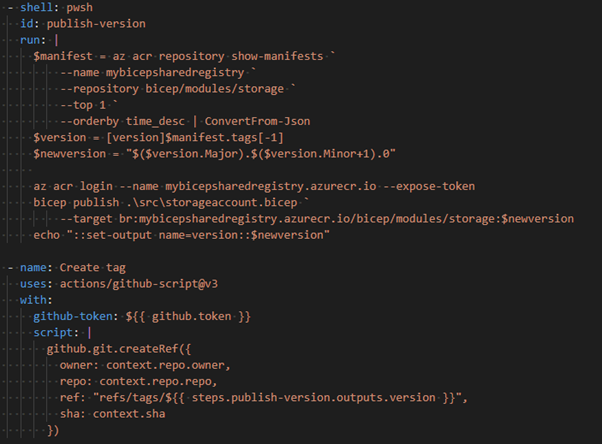 - shell: pwsh
  id: publish-version
  run: |
    $manifest = az acr repository show-manifests `
        --name mybicepsharedregistry `
        --repository bicep/modules/storage `
        --top 1 `
        --orderby time_desc | ConvertFrom-Json
    $version = [version]$manifest.tags[-1]
    $newversion = "$($version.Major).$($version.Minor+1).0"

    az acr login --name mybicepsharedregistry.azurecr.io --expose-token
    bicep publish .\src\storageaccount.bicep `
        --target br:mybicepsharedregistry.azurecr.io/bicep/modules/storage:$newversion
    echo "::set-output name=version::$newversion"

- name: Create tag
  uses: actions/github-script@v3
  with:
    github-token: ${{ github.token }}
    script: |
      github.git.createRef({
        owner: context.repo.owner,
        repo: context.repo.repo,
        ref: "refs/tags/${{ steps.publish-version.outputs.version }}",
        sha: context.sha
      })